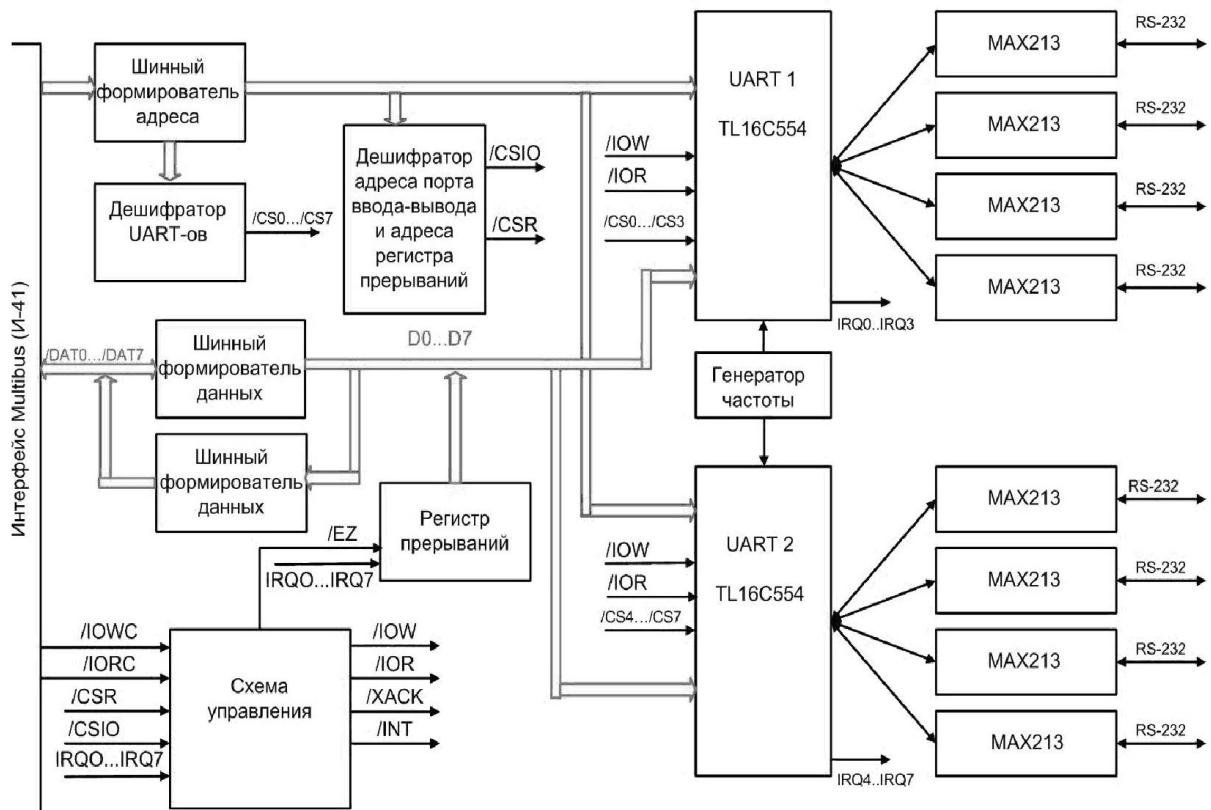 Интерфейс Multibus (И-41)
Шинный
формирователь
адреса
Дешифратор
UART-ов
/CS0.../CS7
Дешифратор
адреса порта
ввода-вывода
и адреса
регистра
прерываний
/CSIO
/CSR
/IOW
/IOR
/CS0.../CS3
UART 1
TL16C554
IRQ0..IRQ3
MAX213
RS-232
MAX213
RS-232
MAX213
RS-232
MAX213
RS-232
/DAT0.../DAT7
Шинный
формирователь
данных
D0...D7
Генератор
частоты
Шинный
формирователь
данных
/EZ
IRQO...IRQ7
Регистр
прерываний
/IOW
/IOR
/CS4.../CS7
UART 2
TL16C554
IRQ4..IRQ7
MAX213
RS-232
MAX213
RS-232
MAX213
RS-232
MAX213
RS-232
/IOWC
/IORC
/CSR
/CSIO
IRQO...IRQ7
Схема
управления
/IOW
/IOR
/XACK
/INT